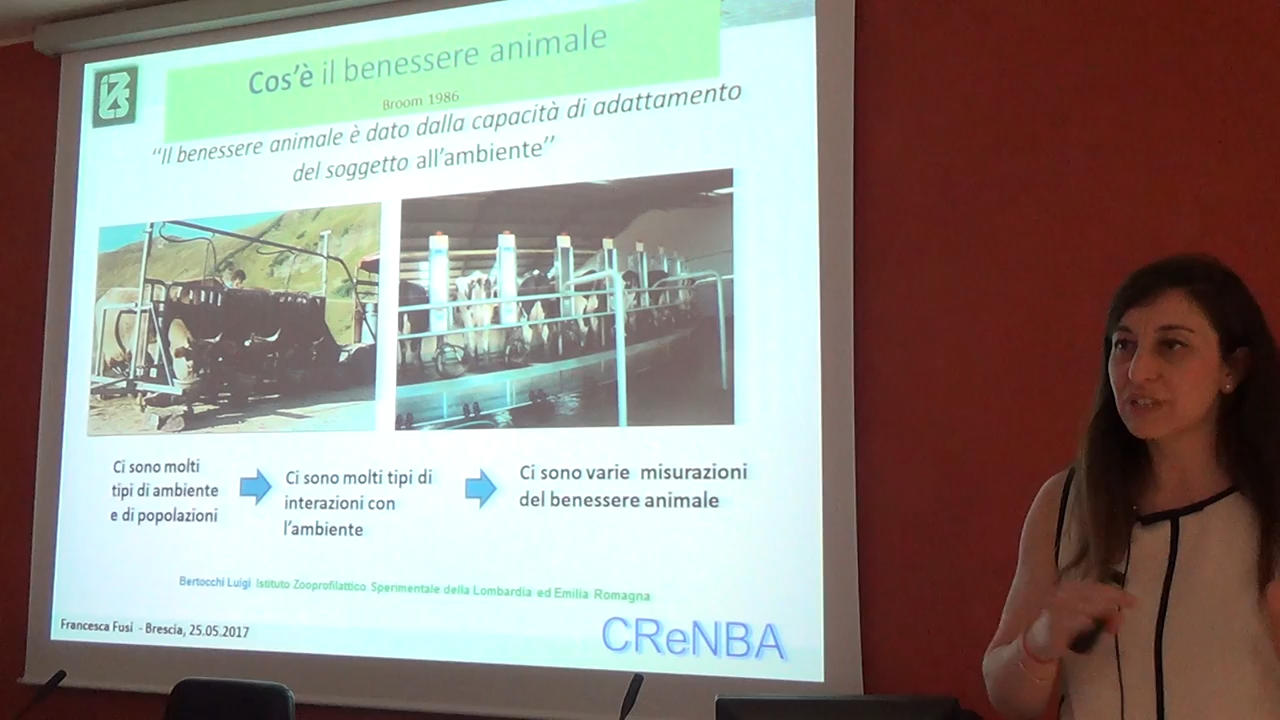 IZS
Cos'è il benessere animale
Broom 1986
“Il benessere animale è dato dalla capacità di adattamento
del soggetto all'ambiente”
Ci sono molti
tipi di ambiente
e di popolazioni
Ci sono molti tipi di
interazioni con
l'ambiente
Ci sono varie misurazioni
del benessere animale
Bertocchi Luigi Istituto Zooprofilattico Sperimentale della Lombardia ed Emilia Romagna
Francesca Fusi - Brescia, 25.05.2017
CReNBA